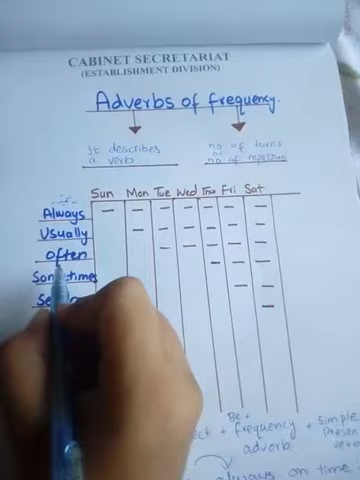 CABINET SECRETARIAT
(ESTABLISHMENT DIVISION)
Adverbs of frequency.
It describes
a verb
no of turns
or
no of repetition
Sun Mon Tue Wed Thu Fri Sat
Always
Usually
often
Sometimes
Be +
+ frequency + Simple
adverb
always on time